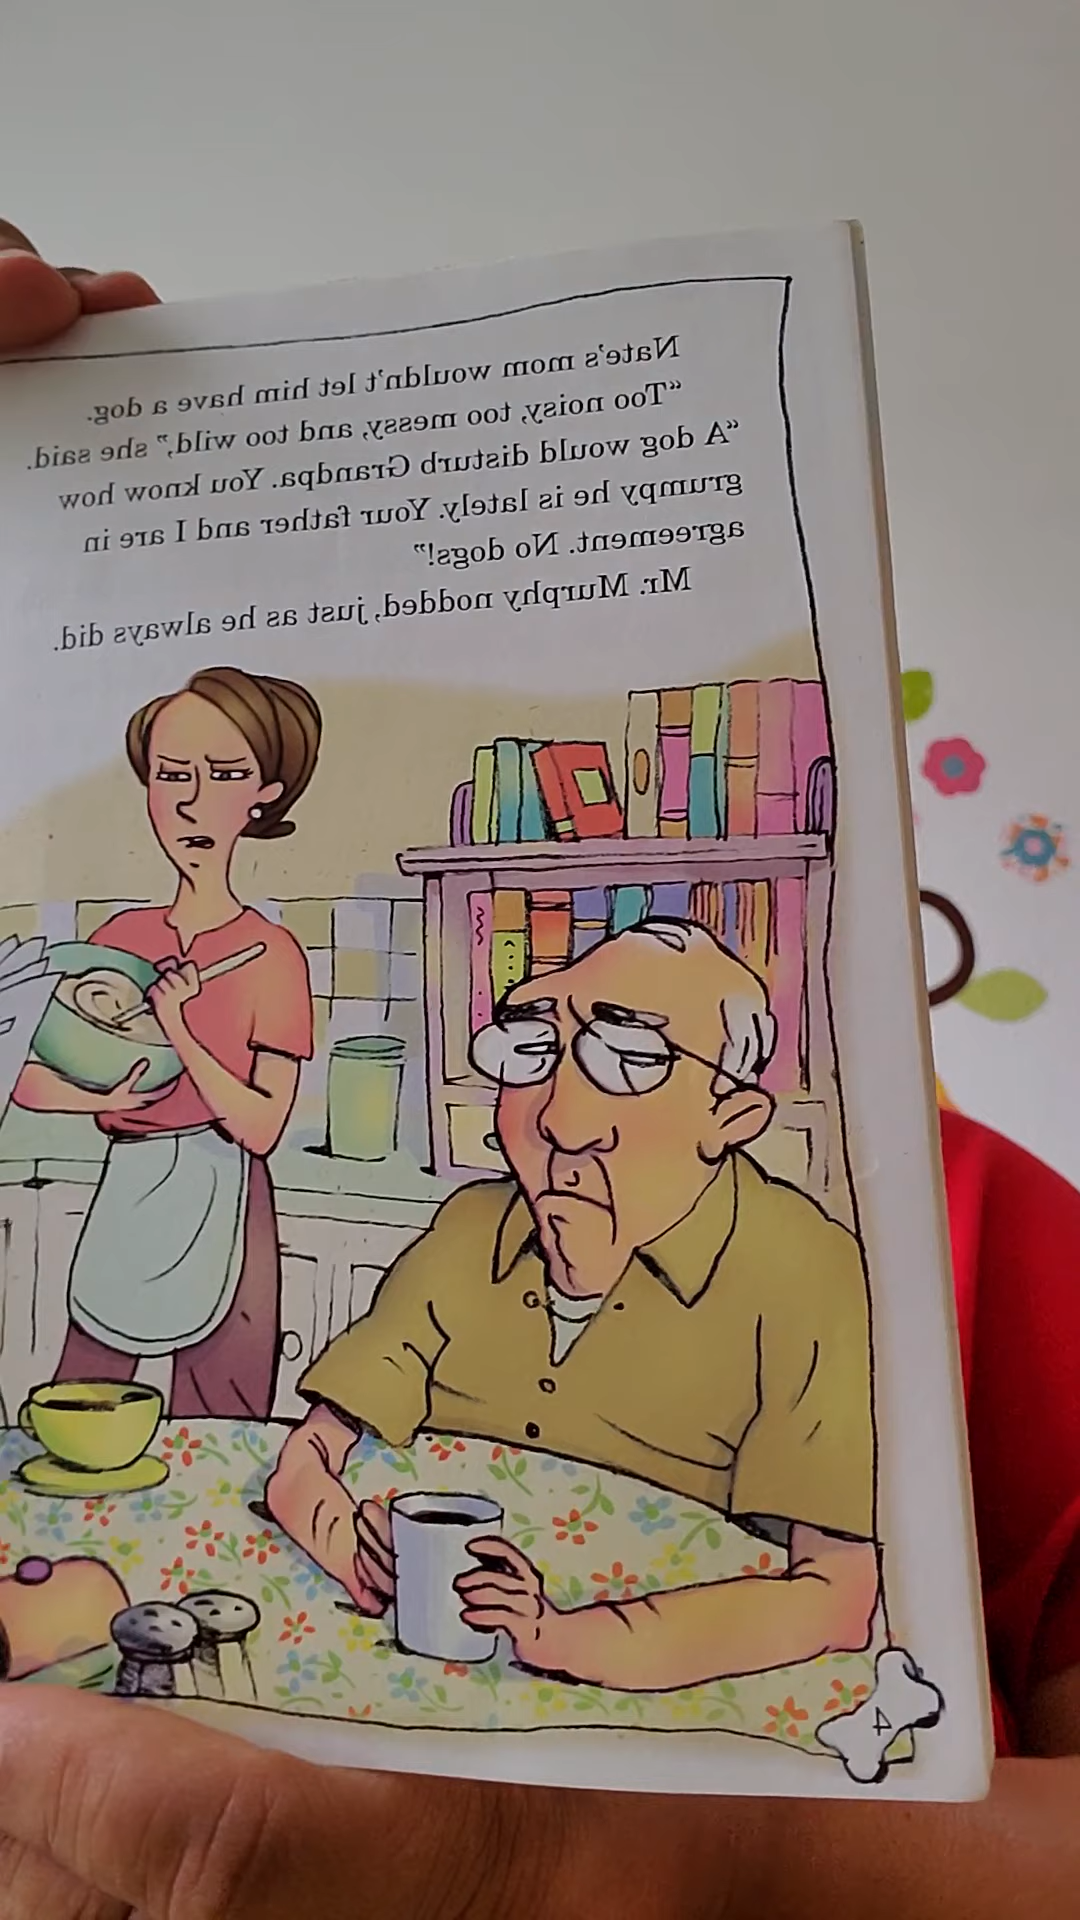 Nate's mom wouldn't let him have a dog.
“Too noisy, too messy, and too wild,” she said.
“A dog would disturb Grandpa. You know how
grumpy he is lately. Your father and I are in
agreement. No dogs!”
Mr. Murphy nodded, just as he always did.
4